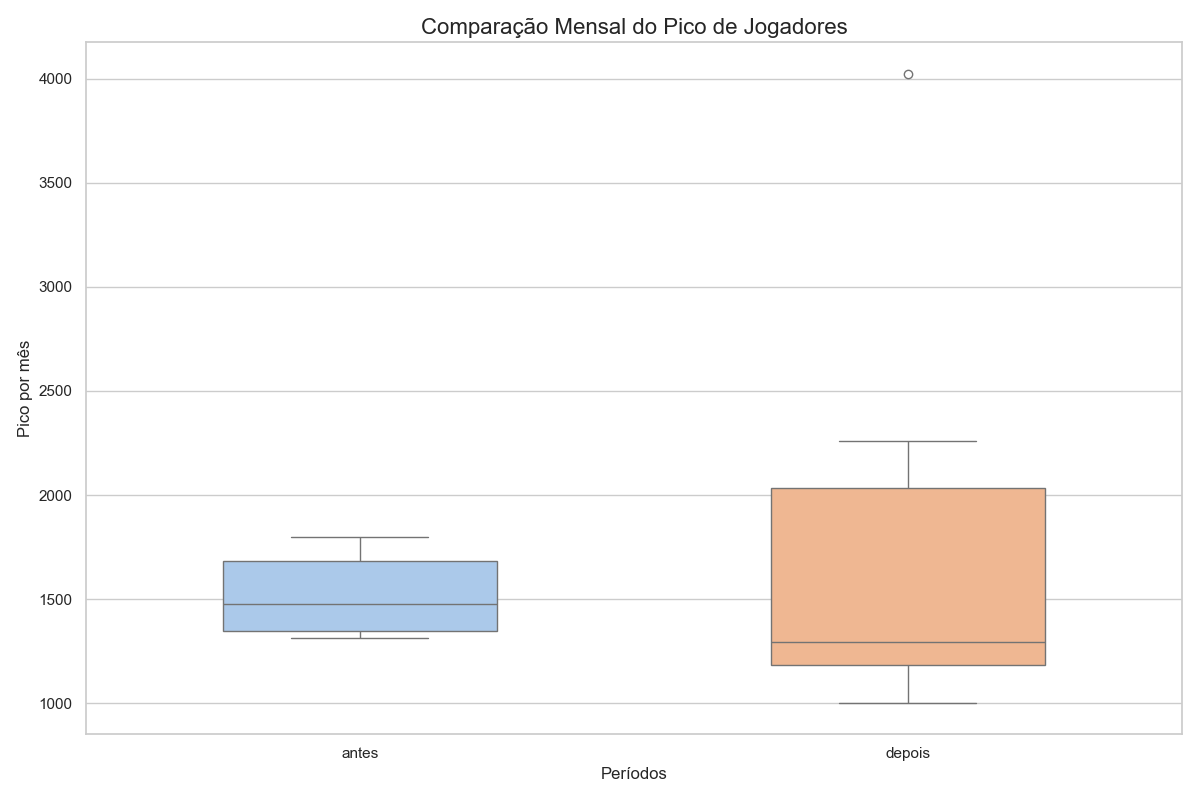 Comparação Mensal do Pico de Jogadores
4000
3500
3000
2500
2000
1500
1000
Pico por mês
antes
depois
Períodos